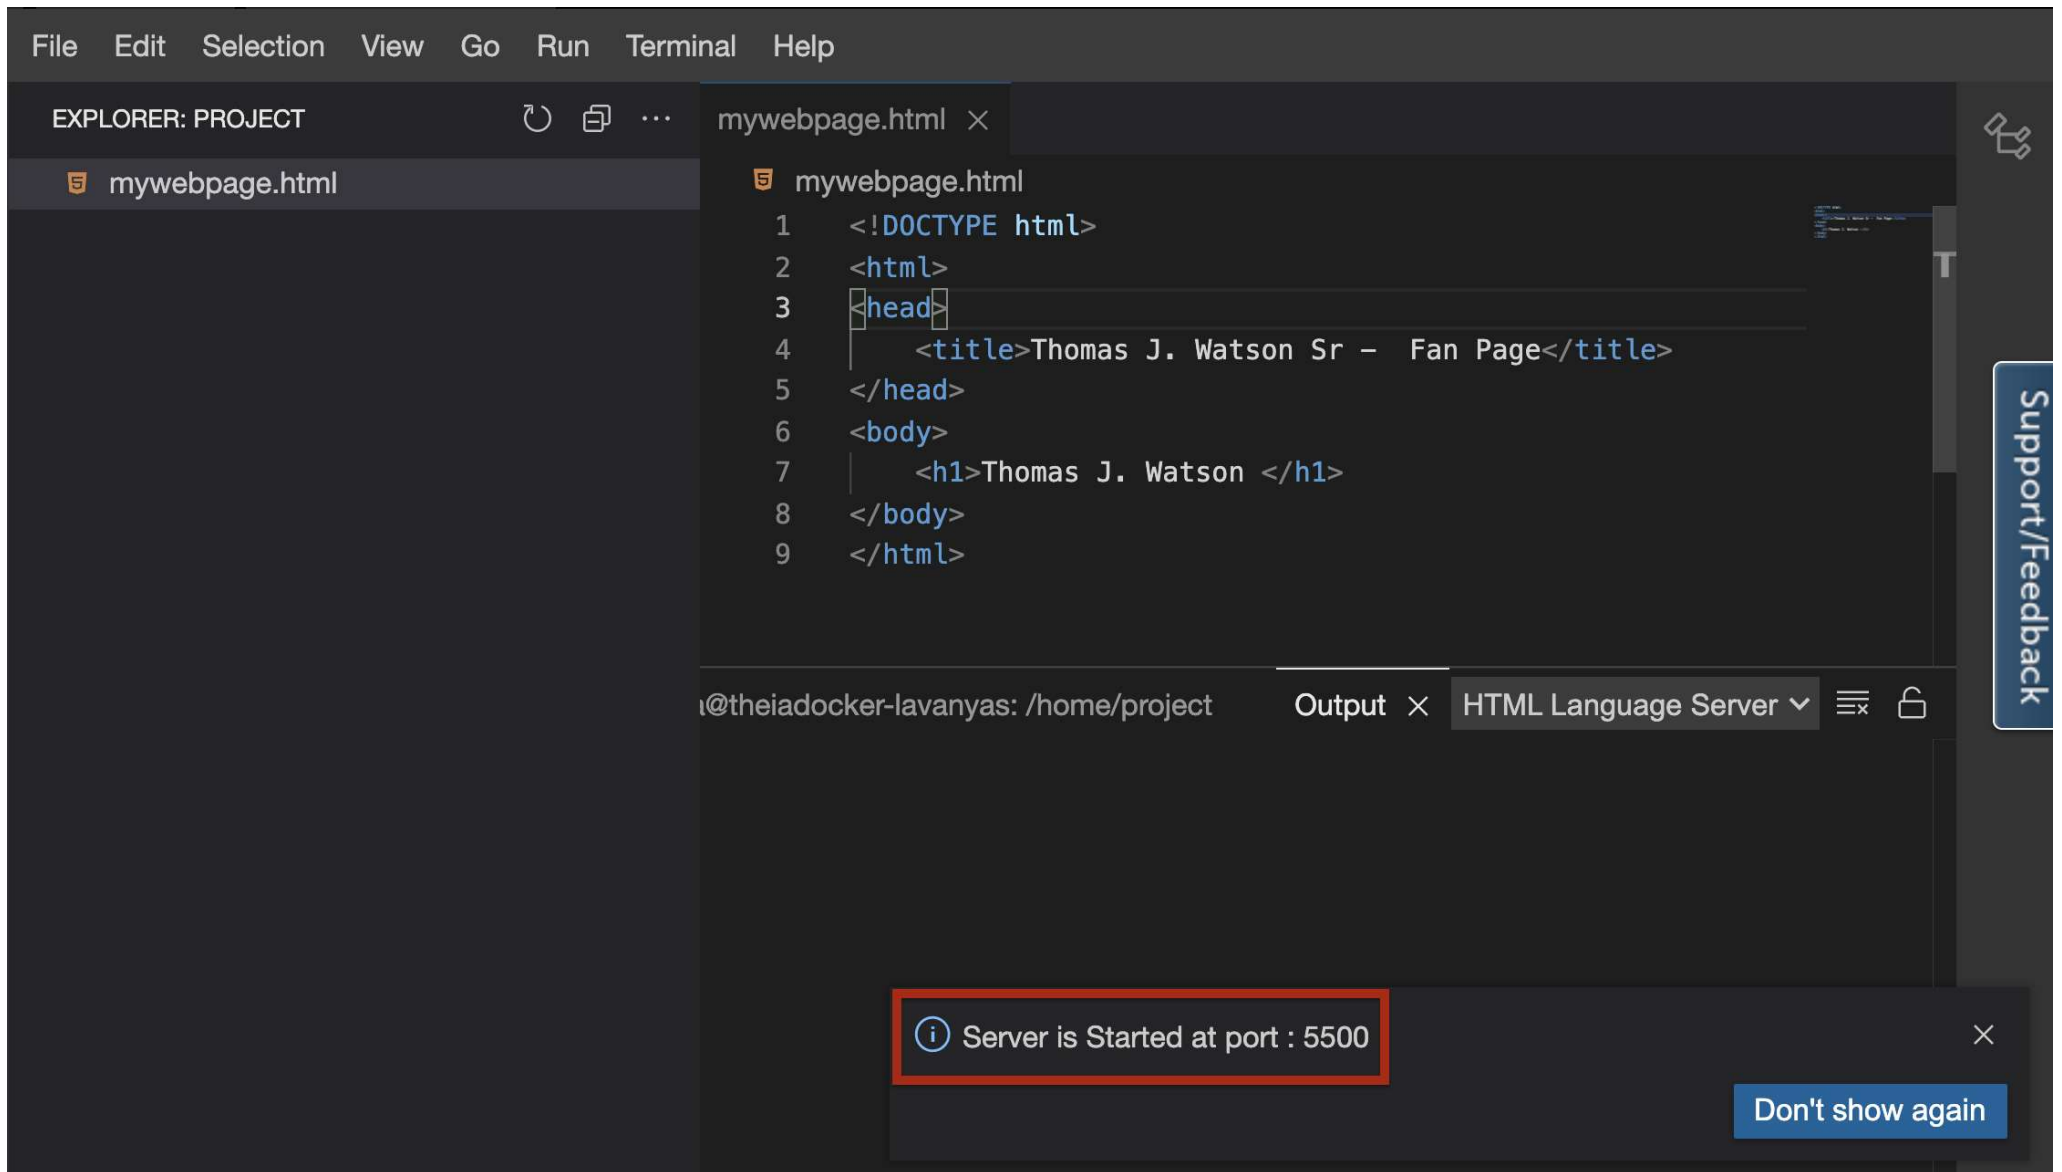 File Edit Selection View Go Run Terminal Help
EXPLORER: PROJECT
mywebpage.html
mywebpage.html
mywebpage.html
1 <!DOCTYPE html>
2 <html>
3 <head>
4 <title>Thomas J. Watson Sr –  Fan Page</title>
5 </head>
6 <body>
7 <h1>Thomas J. Watson </h1>
8 </body>
9 </html>
@theiadocker-lavanyas: /home/project Output HTML Language Server
Server is Started at port : 5500
Don't show again
Support/Feedback